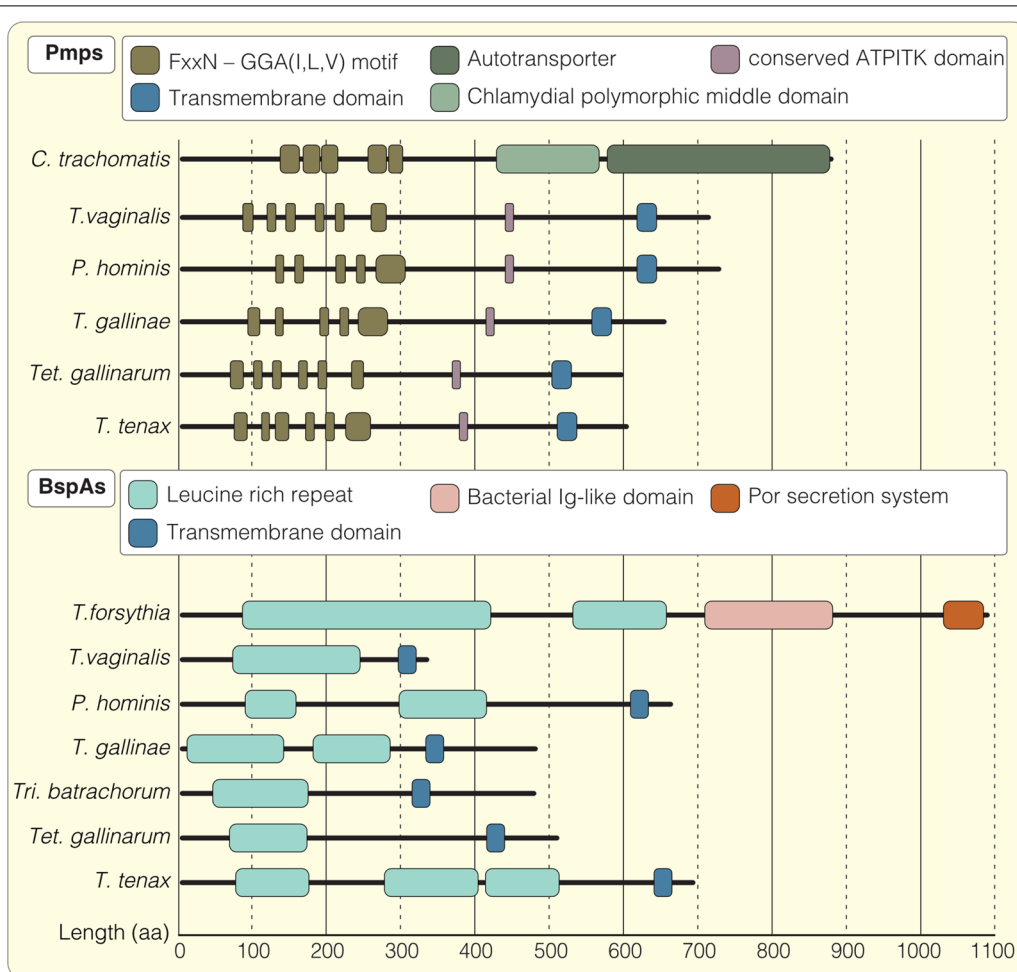 Pmps
FxxN – GGA(I,L,V) motif
Autotransporter
conserved ATPITK domain
Transmembrane domain
Chlamydial polymorphic middle domain
C. trachomatis
T.vaginalis
P. hominis
T. gallinae
Tet. gallinarum
T. tenax
BspAs
Leucine rich repeat
Bacterial Ig-like domain
Por secretion system
Transmembrane domain
T.forsythia
T.vaginalis
P. hominis
T. gallinae
Tri. batrachorum
Tet. gallinarum
T. tenax
Length (aa)
0 100 200 300 400 500 600 700 800 900 1000 1100